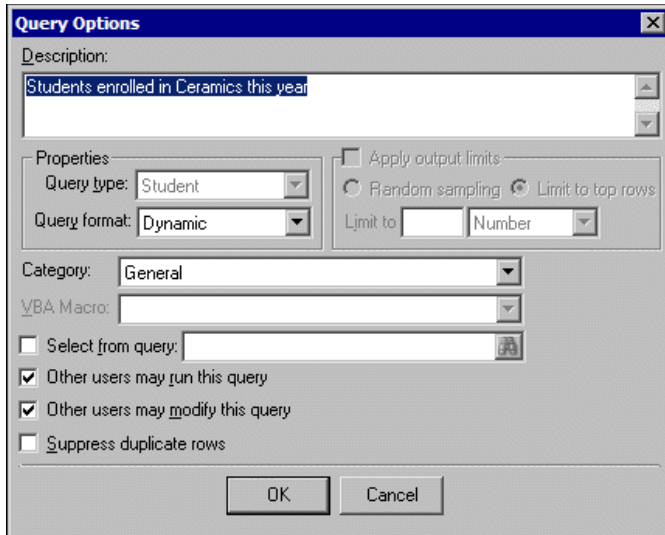 Query Options
Description:
Students enrolled in Ceramics this year
Properties
Query type: Student
Query format: Dynamic
Apply output limits
Random sampling Limit to top rows
Limit to Number
Category: General
VBA Macro:
Select from query:
Other users may run this query
Other users may modify this query
Suppress duplicate rows
OK Cancel